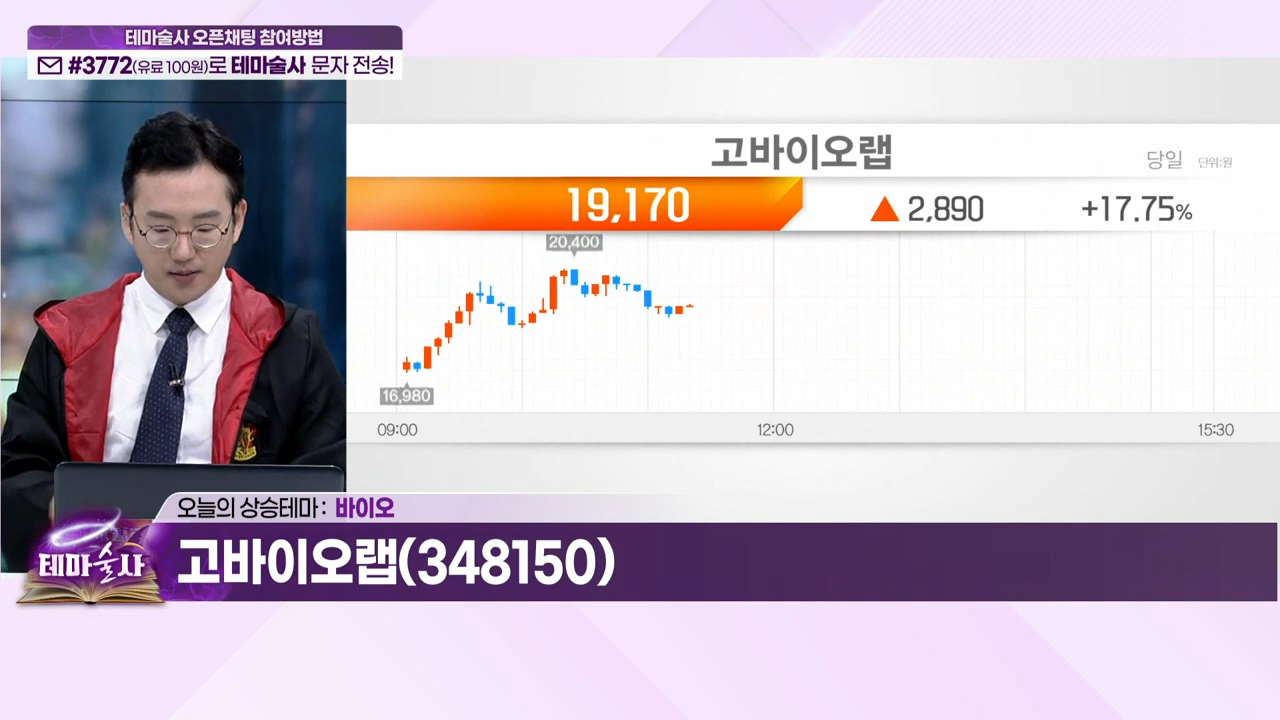 테마술사 오픈채팅 참여방법
#3772(유료 100원)로 테마술사 문자 전송!
고바이오랩
당일 단위:원
19,170 ▲ 2,890 +17.75%
20,400
16,980
09:00 12:00 15:30
오늘의 상승테마 : 바이오
테마술사
고바이오랩(348150)